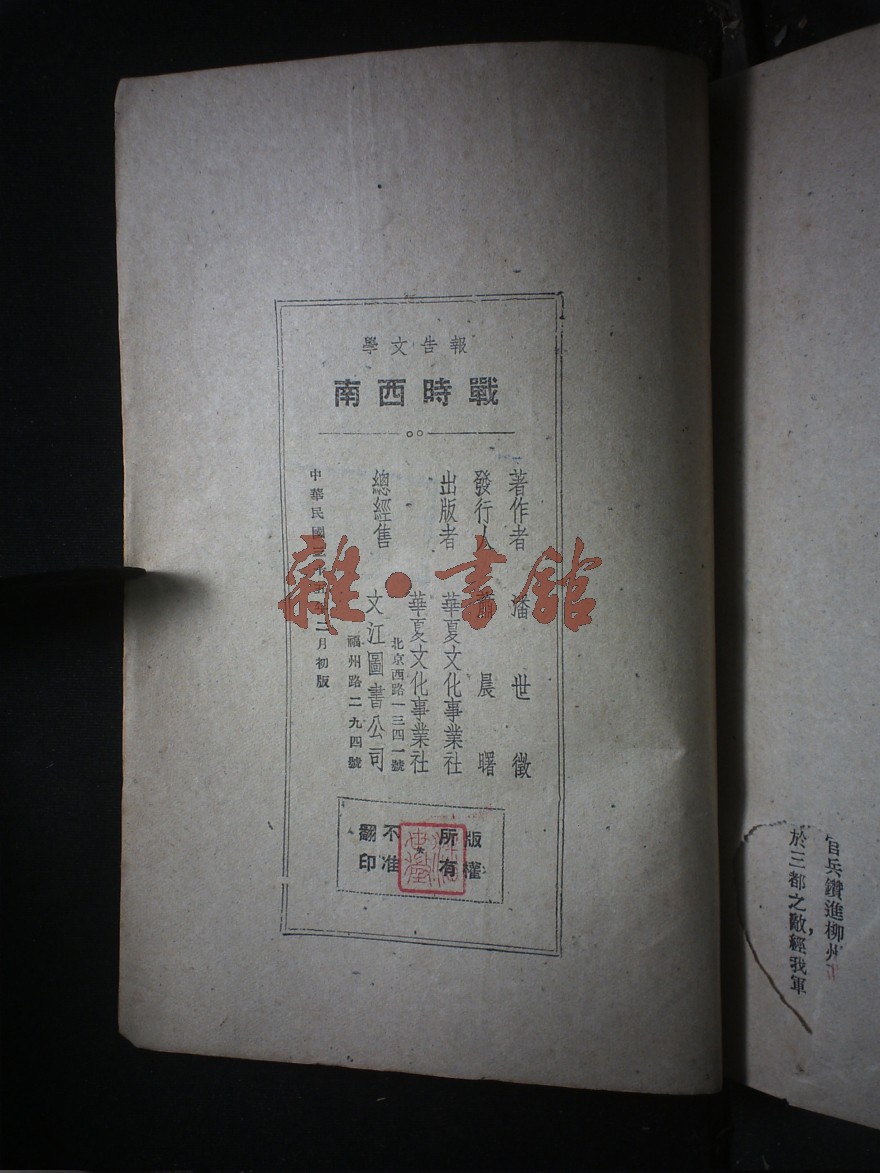 報告文學
戰時西南
著作者 潘世徵
發行人 晨曙
出版者 華夏文化事業社
華夏文化事業社
北京西路一三四一號
總經售 文江圖書公司
福州路二九四號
中華民國三 二月初版
版權所有
不准翻印
雜·書館
官兵鑽進柳州
於三都之敵，經我軍